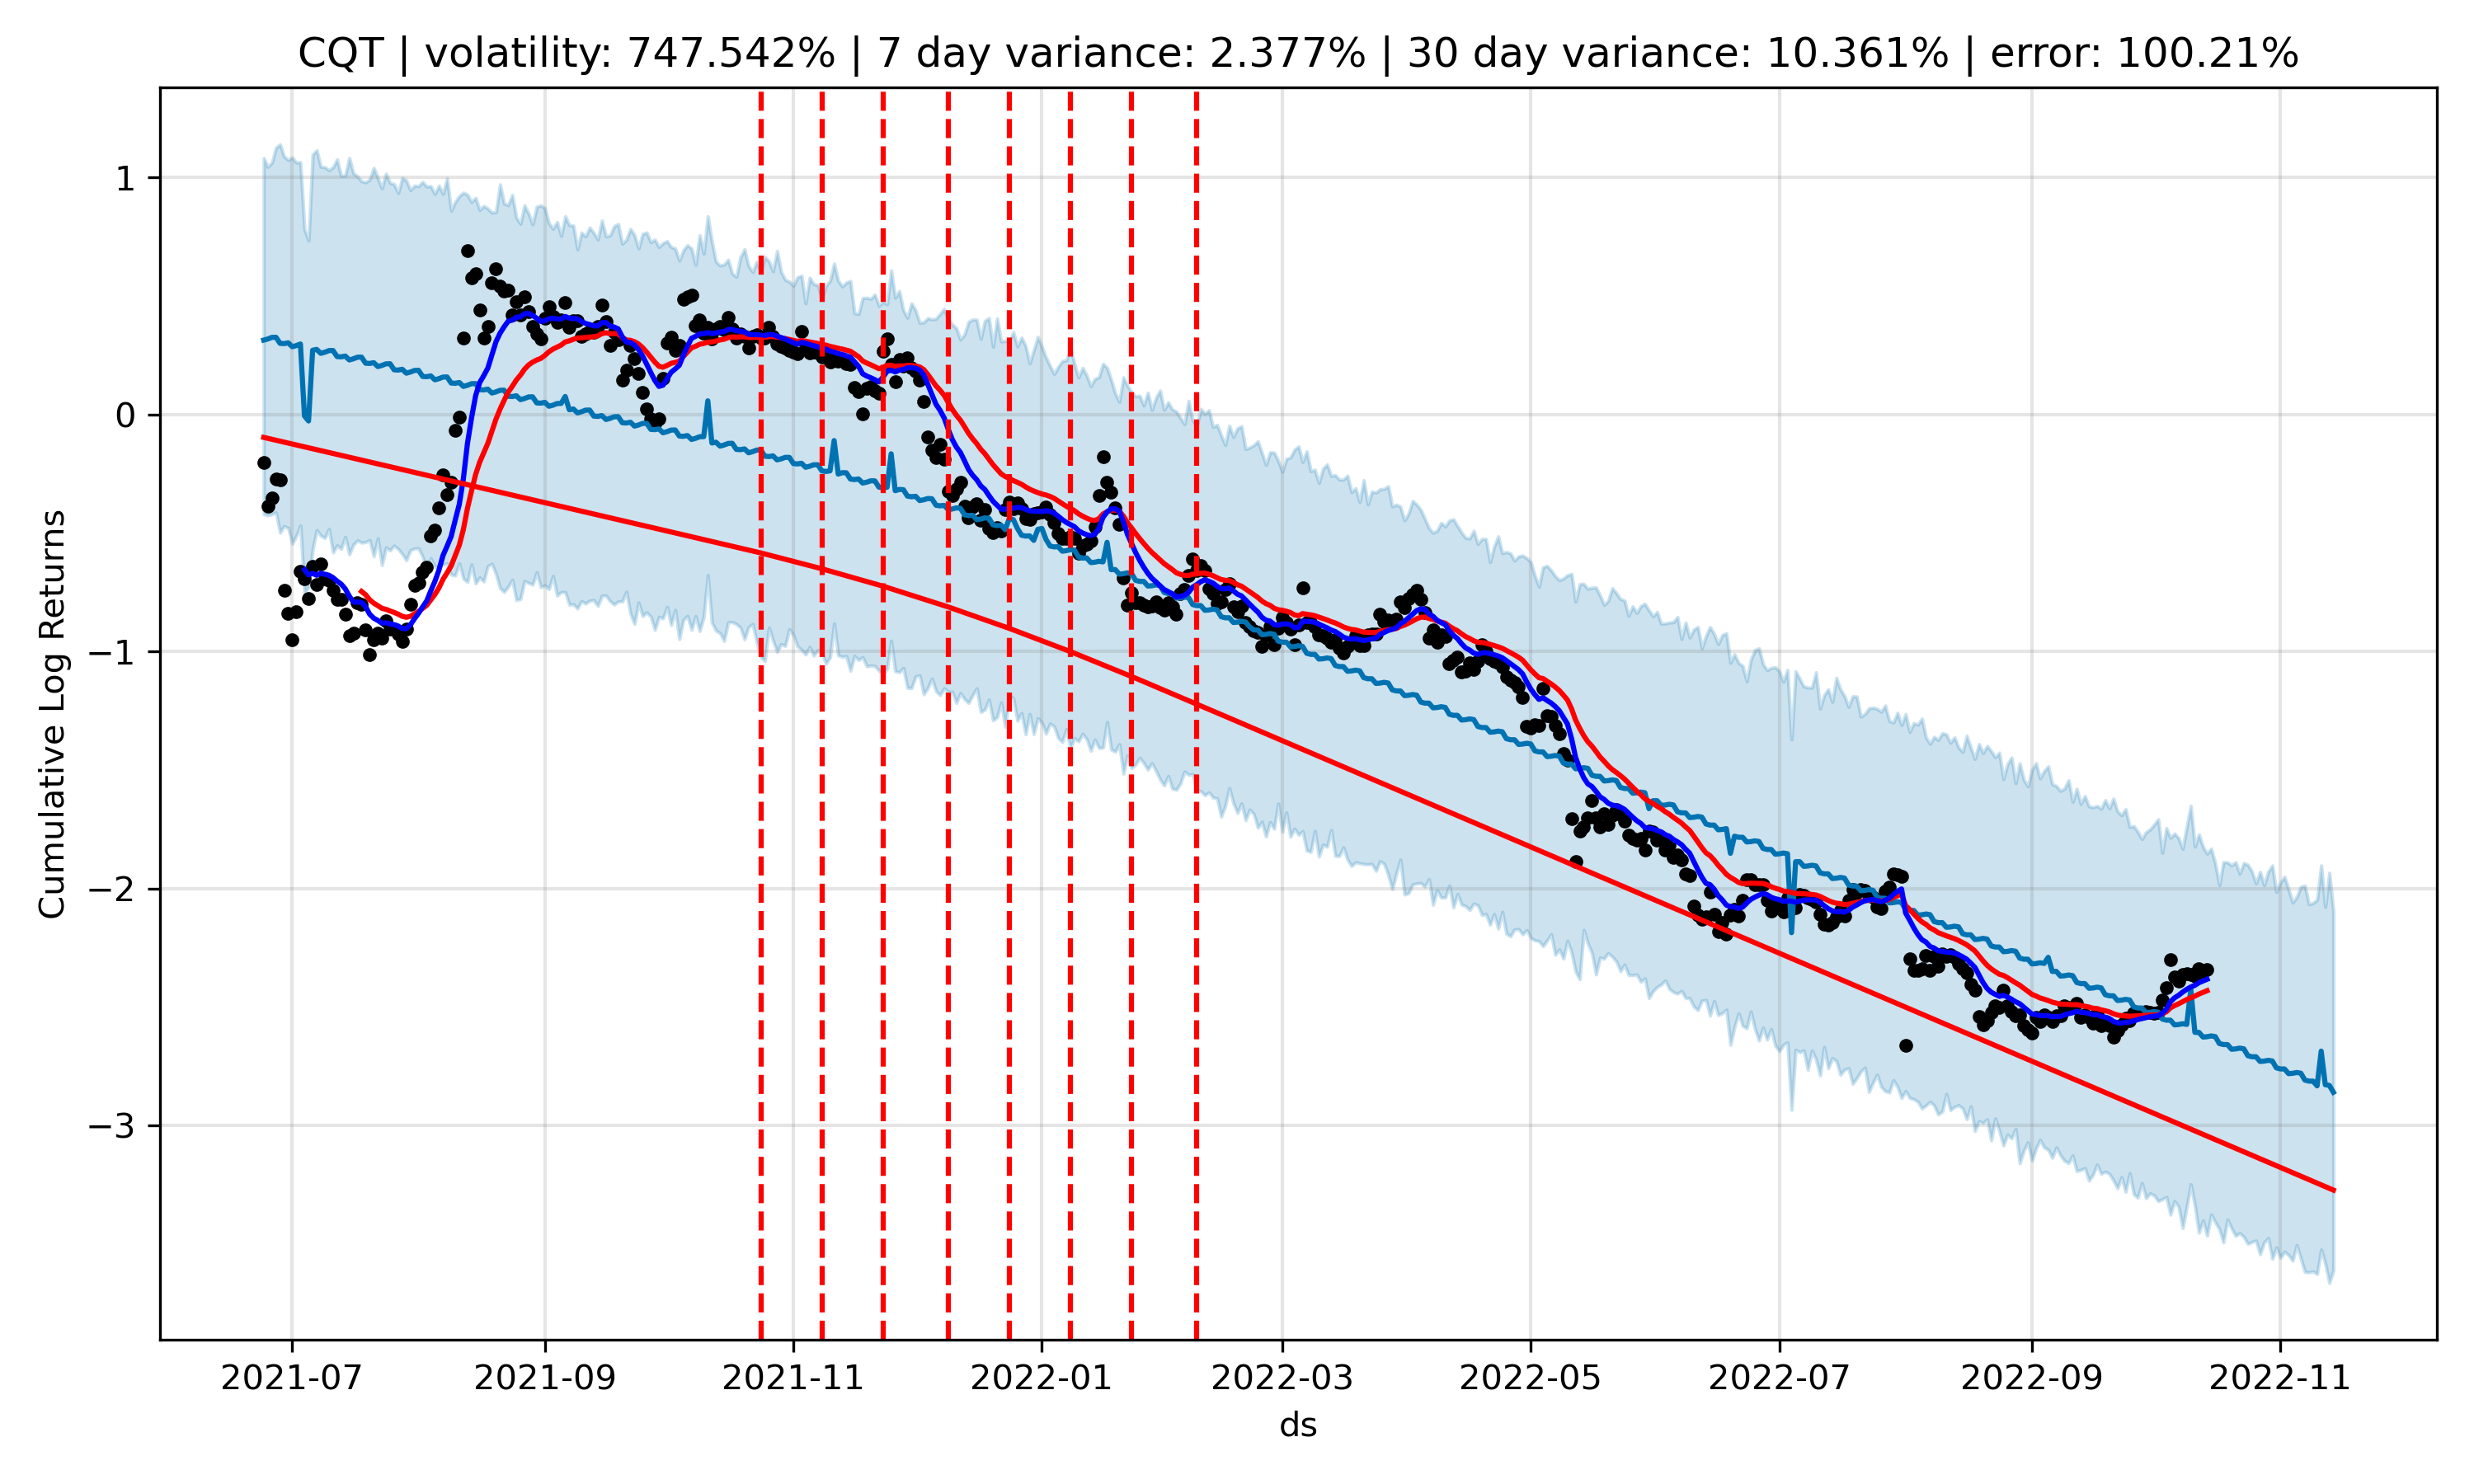 CQT | volatility: 747.542% | 7 day variance: 2.377% | 30 day variance: 10.361% | error: 100.21%
Cumulative Log Returns
1
0
−1
−2
−3
2021-07 2021-09 2021-11 2022-01 2022-03 2022-05 2022-07 2022-09 2022-11
ds